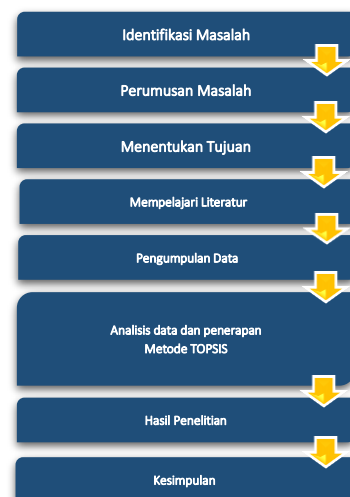 Identifikasi Masalah
Perumusan Masalah
Menentukan Tujuan
Mempelajari Literatur
Pengumpulan Data
Analisis data dan penerapan
Metode TOPSIS
Hasil Penelitian
Kesimpulan